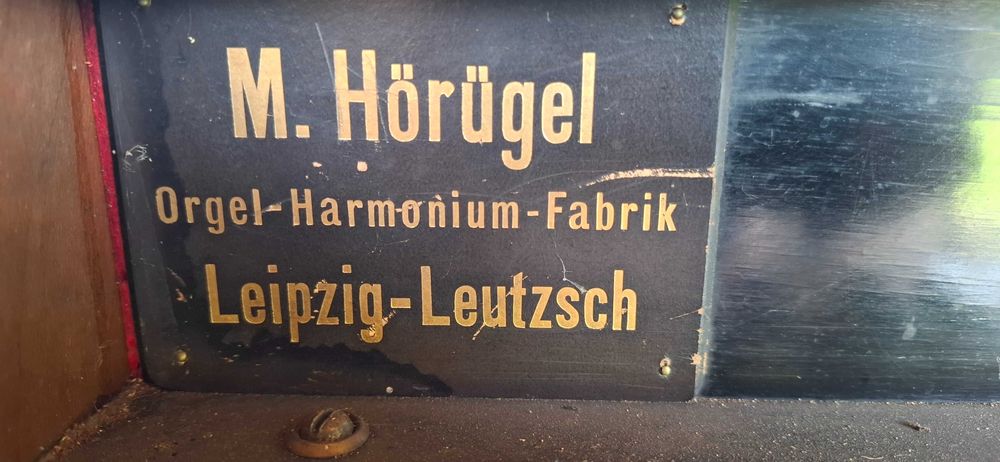 M. Hörügel
Orgel-Harmonium-Fabrik
Leipzig-Leutzsch